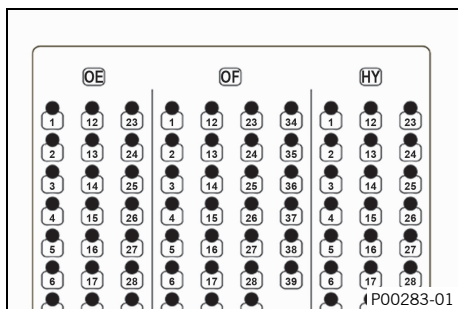 OE OF HY
1 12 23 1 12 23 34 1 12 23
2 13 24 2 13 24 35 2 13 24
3 14 25 3 14 25 36 3 14 25
4 15 26 4 15 26 37 4 15 26
5 16 27 5 16 27 38 5 16 27
6 17 28 6 17 28 39 6 17 28
P00283-01